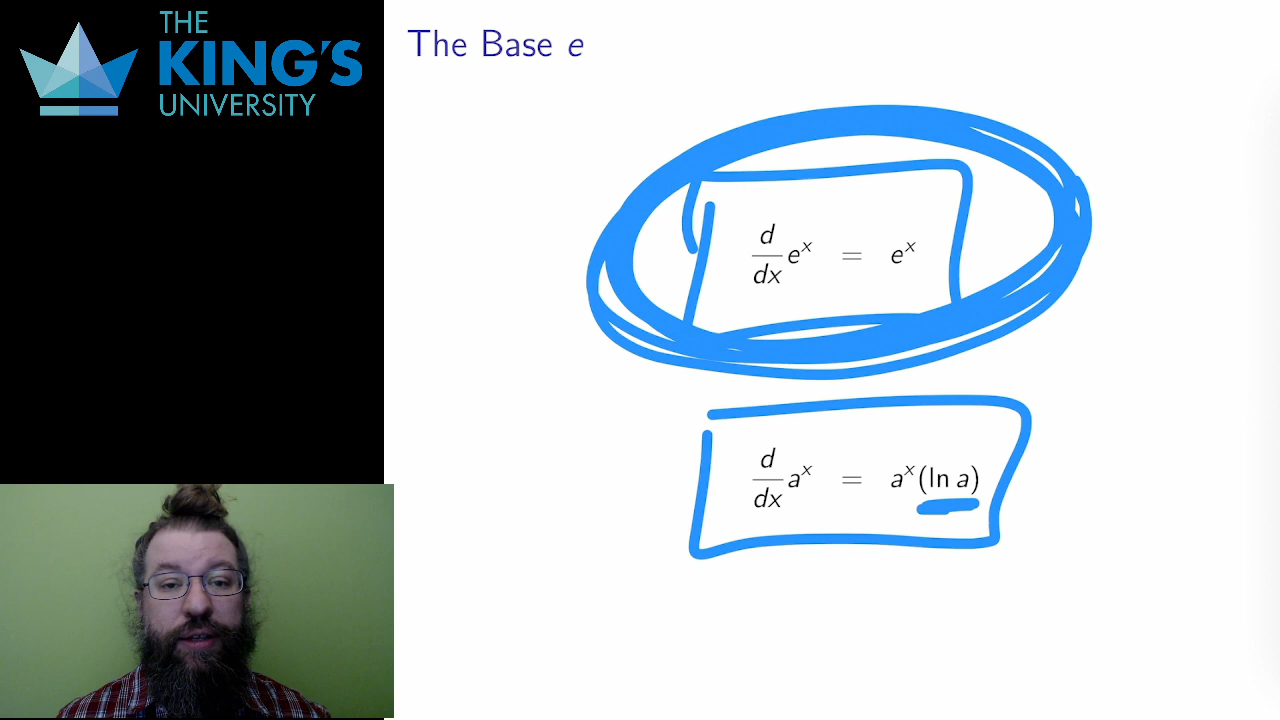 THE
KING'S
UNIVERSITY
The Base e
d/dx e^x = e^x
d/dx a^x = a^x (ln a)